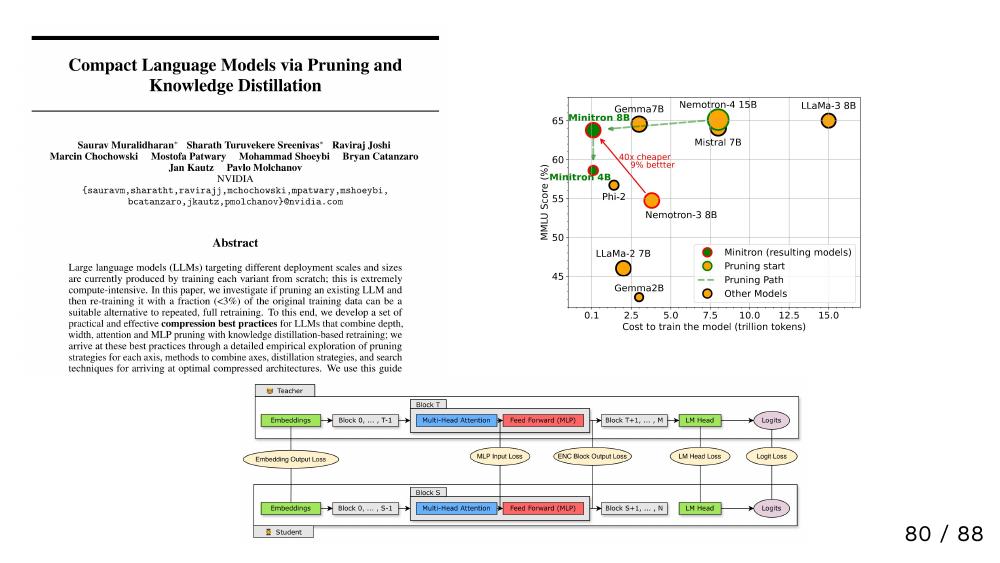 Compact Language Models via Pruning and
Knowledge Distillation
Saurav Muralidharan* Sharath Turuvekere Sreenivas* Raviraj Joshi
Marcin Chochowski Mostofa Patwary Mohammad Shoeybi Bryan Catanzaro
Jan Kautz Pavlo Molchanov
NVIDIA
{sauravm,sharatht,ravirajj,mchochowski,mpatwary,mshoeybi,
bcatanzaro,jkautz,pmolchanov}@nvidia.com
Abstract
Large language models (LLMs) targeting different deployment scales and sizes
are currently produced by training each variant from scratch; this is extremely
compute-intensive. In this paper, we investigate if pruning an existing LLM and
then re-training it with a fraction (<3%) of the original training data can be a
suitable alternative to repeated, full retraining. To this end, we develop a set of
practical and effective compression best practices for LLMs that combine depth,
width, attention and MLP pruning with knowledge distillation-based retraining; we
arrive at these best practices through a detailed empirical exploration of pruning
strategies for each axis, methods to combine axes, distillation strategies, and search
techniques for arriving at optimal compressed architectures. We use this guide
Gemma7B
Nemotron-4 15B
LLaMa-3 8B
Minitron 8B
Mistral 7B
40x cheaper
9% bettter
Minitron 4B
Phi-2
Nemotron-3 8B
LLaMa-2 7B
Gemma2B
MMLU Score (%)
65
60
55
50
45
Minitron (resulting models)
Pruning start
Pruning Path
Other Models
0.1 2.5 5.0 7.5 10.0 12.5 15.0
Cost to train the model (trillion tokens)
Teacher
Block T
Embeddings Block 0, ... , T-1 Multi-Head Attention Feed Forward (MLP) Block T+1, ... , M LM Head Logits
Embedding Output Loss MLP Input Loss ENC Block Output Loss LM Head Loss Logit Loss
Block S
Embeddings Block 0, ... , S-1 Multi-Head Attention Feed Forward (MLP) Block S+1, ... , N LM Head Logits
Student
80 / 88